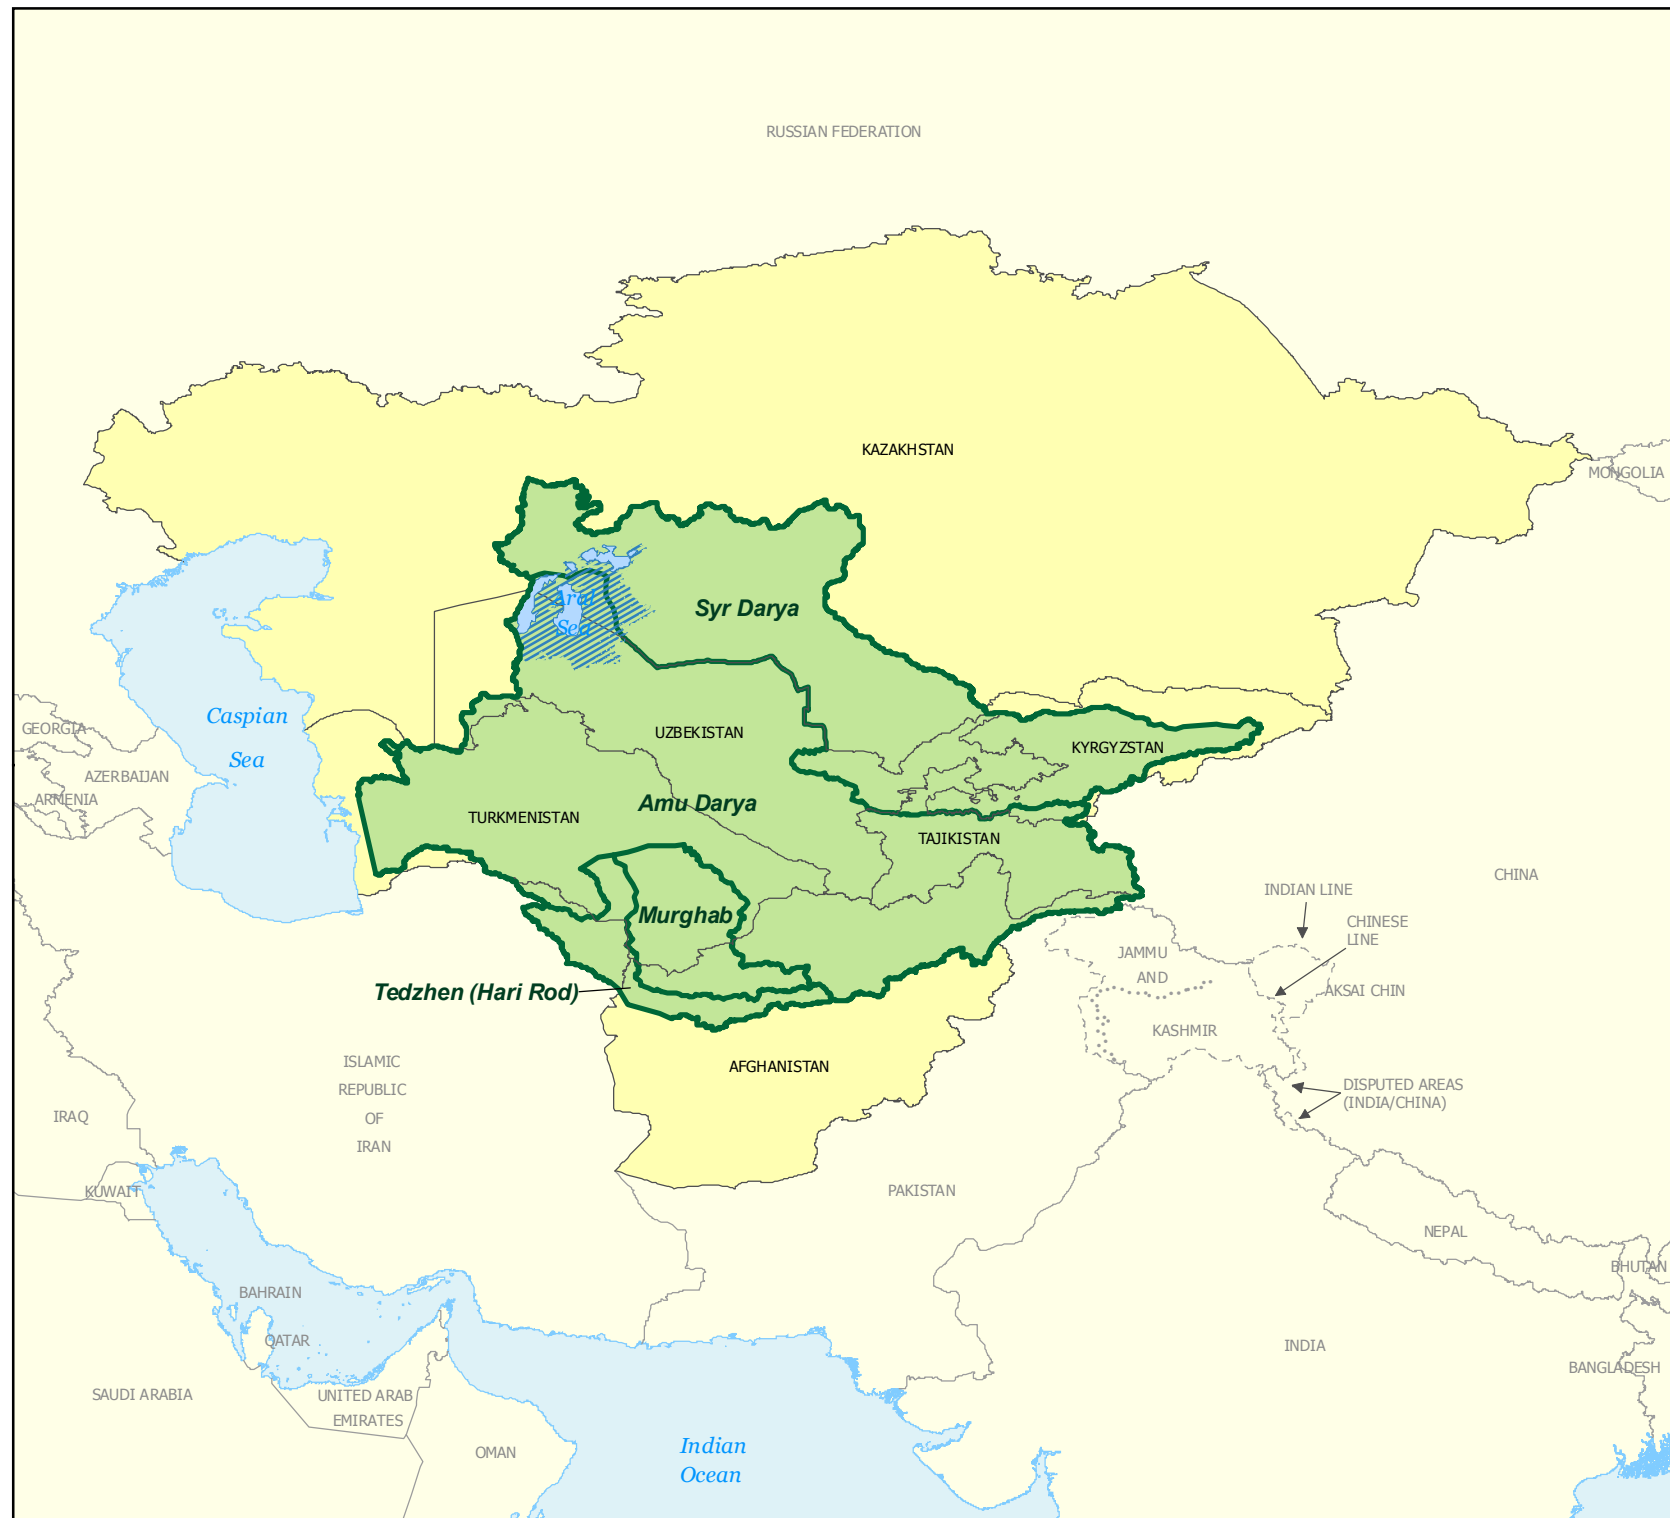 RUSSIAN FEDERATION
KAZAKHSTAN
MONGOLIA
Aral
Sea
Syr Darya
Caspian
Sea
GEORGIA
UZBEKISTAN
KYRGYZSTAN
AZERBAIJAN
ARMENIA
Amu Darya
TURKMENISTAN
TAJIKISTAN
CHINA
INDIAN LINE
Murghab
CHINESE
LINE
JAMMU
AND
KASHMIR
AKSAI CHIN
Tedzhen (Hari Rod)
AFGHANISTAN
ISLAMIC
REPUBLIC
OF
IRAN
DISPUTED AREAS
(INDIA/CHINA)
IRAQ
KUWAIT
PAKISTAN
NEPAL
BHUTAN
BAHRAIN
QATAR
INDIA
BANGLADESH
SAUDI ARABIA
UNITED ARAB
EMIRATES
OMAN
Indian
Ocean